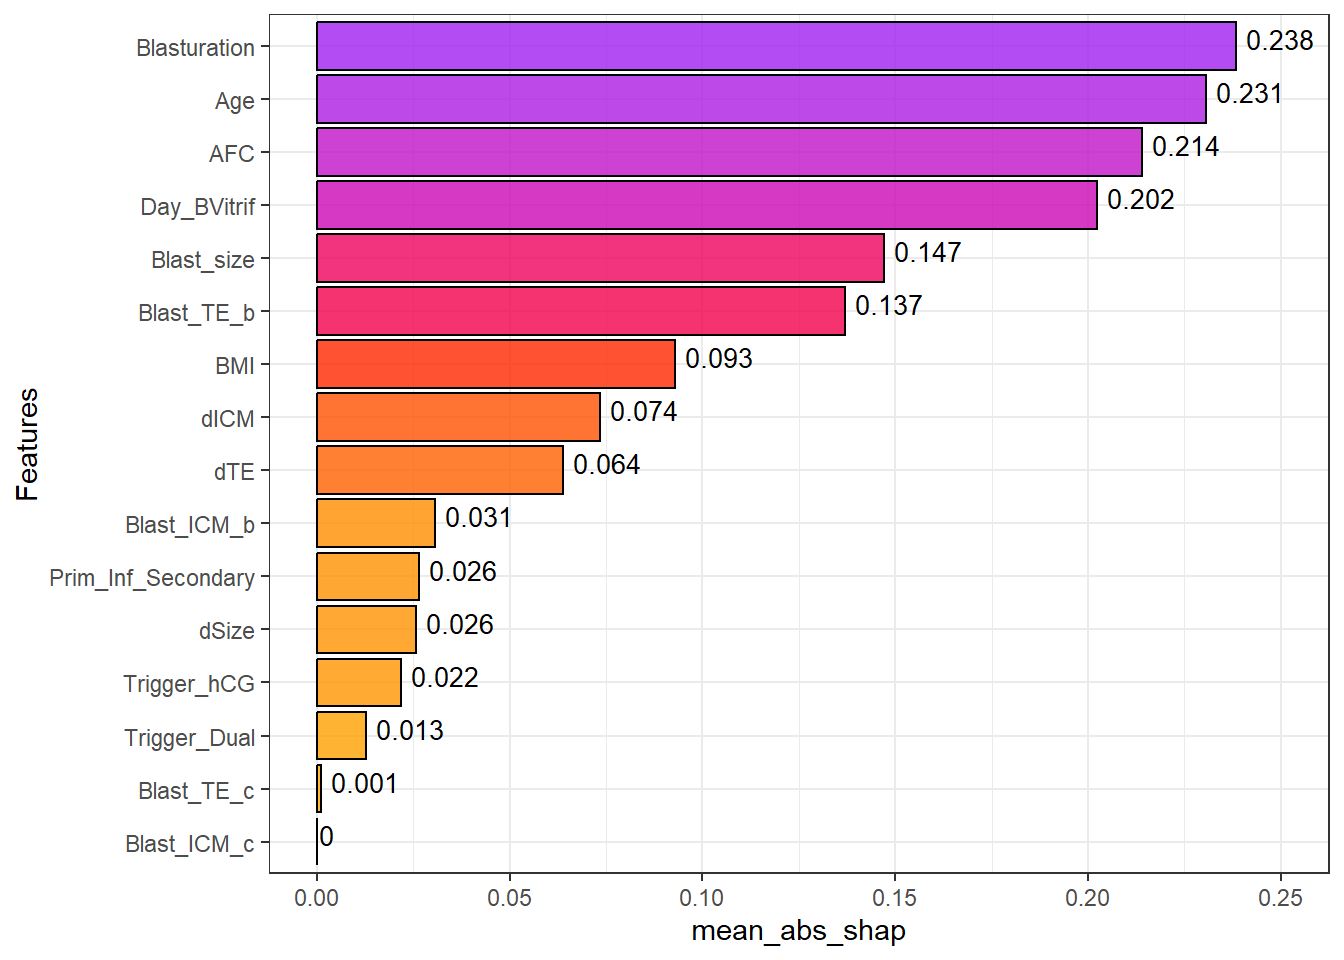 Blasturation 0.238
Age 0.231
AFC 0.214
Day_BVitrif 0.202
Blast_size 0.147
Blast_TE_b 0.137
BMI 0.093
dICM 0.074
dTE 0.064
Blast_ICM_b 0.031
Prim_Inf_Secondary 0.026
dSize 0.026
Trigger_hCG 0.022
Trigger_Dual 0.013
Blast_TE_c 0.001
Blast_ICM_c 0
Features
0.00 0.05 0.10 0.15 0.20 0.25
mean_abs_shap